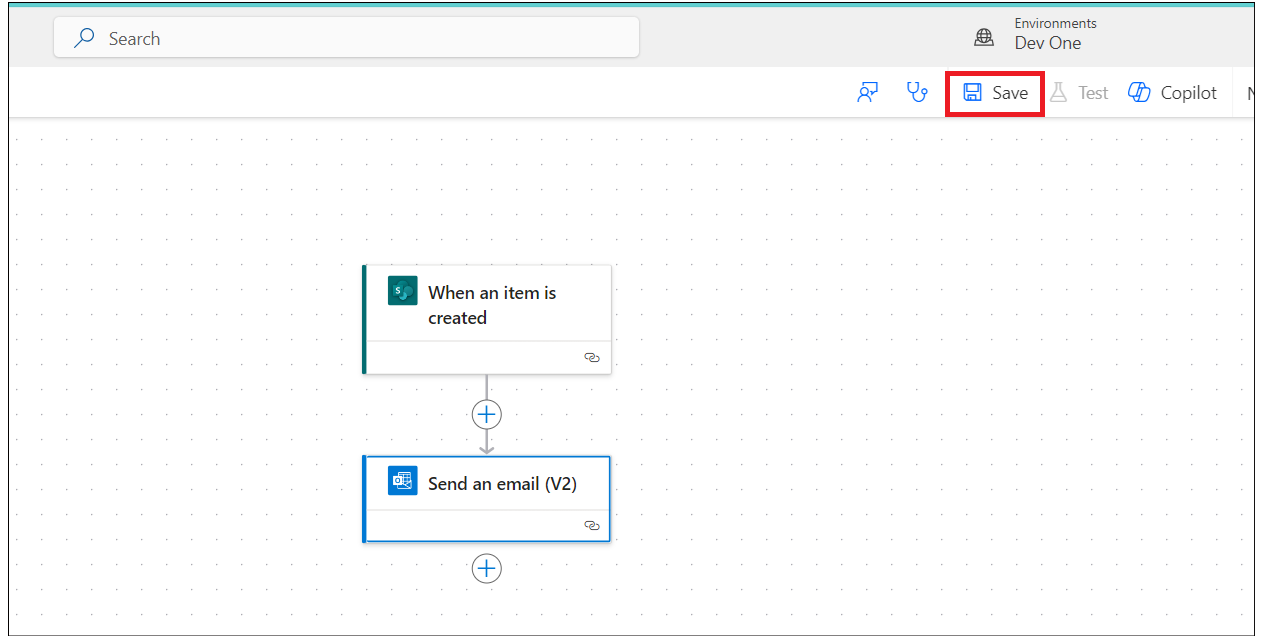 Search
Environments
Dev One
Save
Test
Copilot
N
When an item is
created
Send an email (V2)